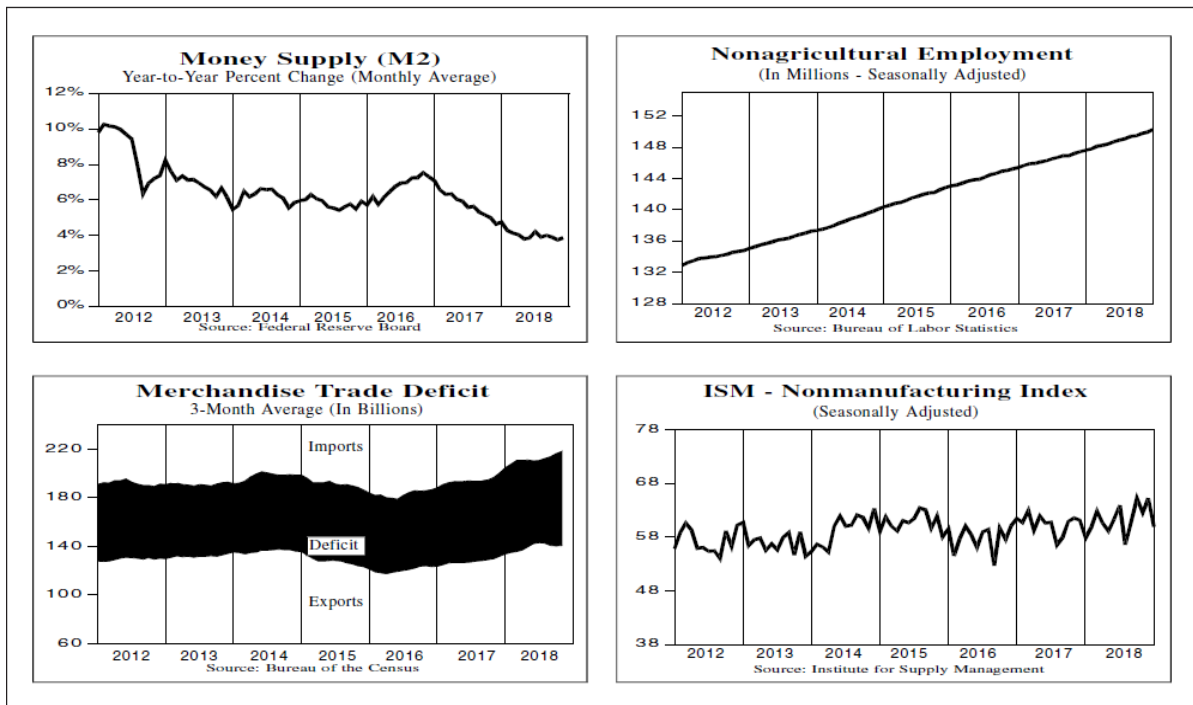 Money Supply (M2)
Year-to-Year Percent Change (Monthly Average)
12%
10%
8%
6%
4%
2%
0%
2012 2013 2014 2015 2016 2017 2018
Source: Federal Reserve Board
Nonagricultural Employment
(In Millions - Seasonally Adjusted)
152
148
144
140
136
132
128
2012 2013 2014 2015 2016 2017 2018
Source: Bureau of Labor Statistics
Merchandise Trade Deficit
3-Month Average (In Billions)
Imports
220
180
140
Deficit
100
Exports
60
2012 2013 2014 2015 2016 2017 2018
Source: Bureau of the Census
ISM - Nonmanufacturing Index
(Seasonally Adjusted)
78
68
58
48
38
2012 2013 2014 2015 2016 2017 2018
Source: Institute for Supply Management